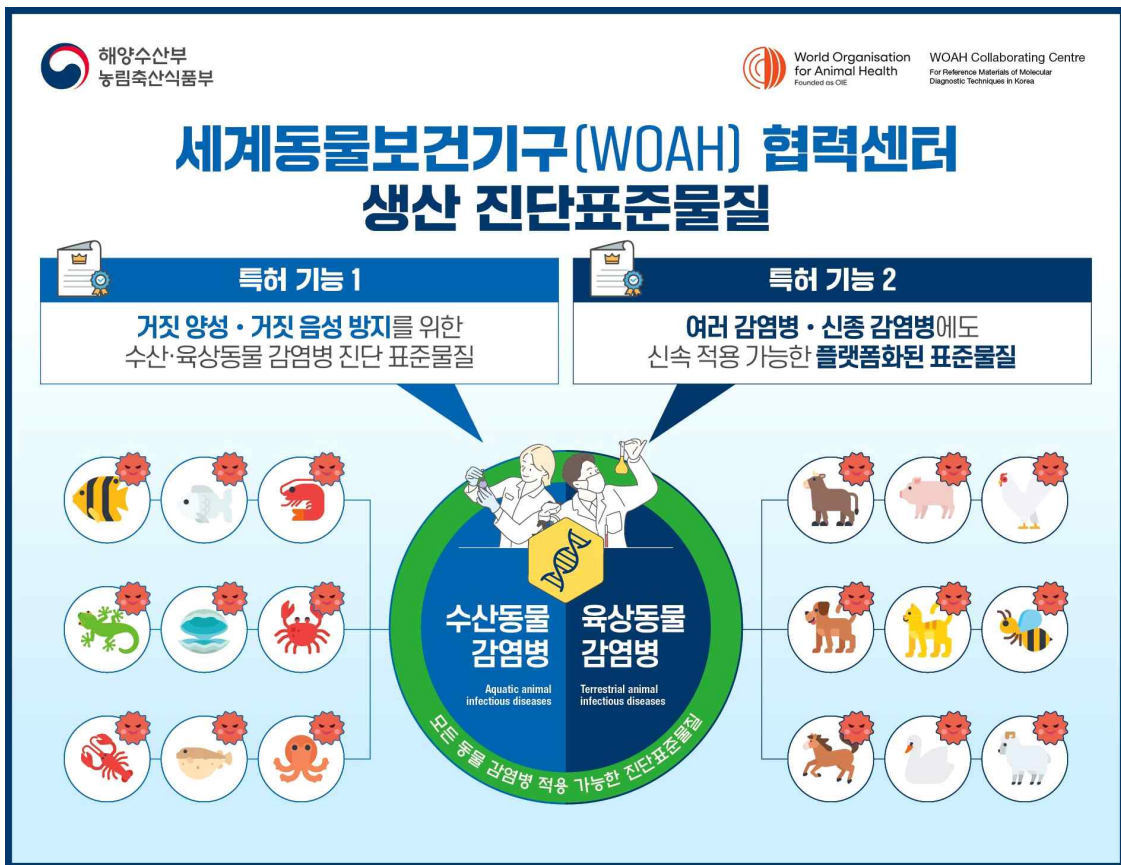 해양수산부
농림축산식품부
World Organisation
for Animal Health
Founded as OIE
WOAH Collaborating Centre
For Reference Materials of Molecular
Diagnostic Techniques in Korea
세계동물보건기구(WOAH) 협력센터
생산 진단표준물질
특허 기능 1
거짓 양성・거짓 음성 방지를 위한
수산·육상동물 감염병 진단 표준물질
특허 기능 2
여러 감염병・신종 감염병에도
신속 적용 가능한 플랫폼화된 표준물질
수산동물
감염병
Aquatic animal
infectious diseases
육상동물
감염병
Terrestrial animal
infectious diseases
모든 동물 감염병 적용 가능한 진단표준물질